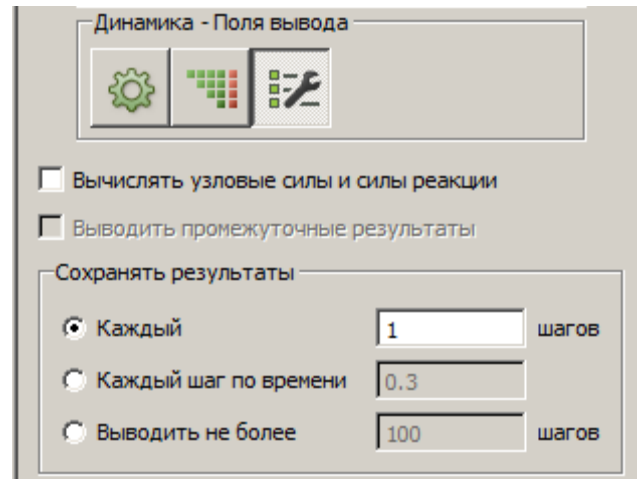 Динамика - Поля вывода
Вычислять узловые силы и силы реакции
Выводить промежуточные результаты
Сохранять результаты
Каждый 1 шагов
Каждый шаг по времени 0.3
Выводить не более 100 шагов